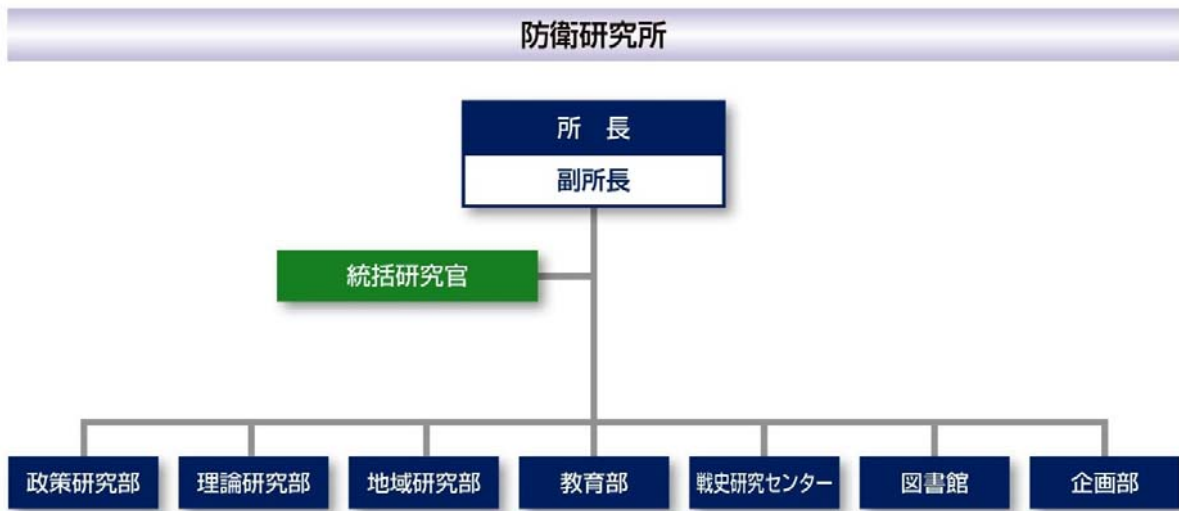 防衛研究所
所　長
副所長
統括研究官
政策研究部
理論研究部
地域研究部
教育部
戦史研究センター
図書館
企画部